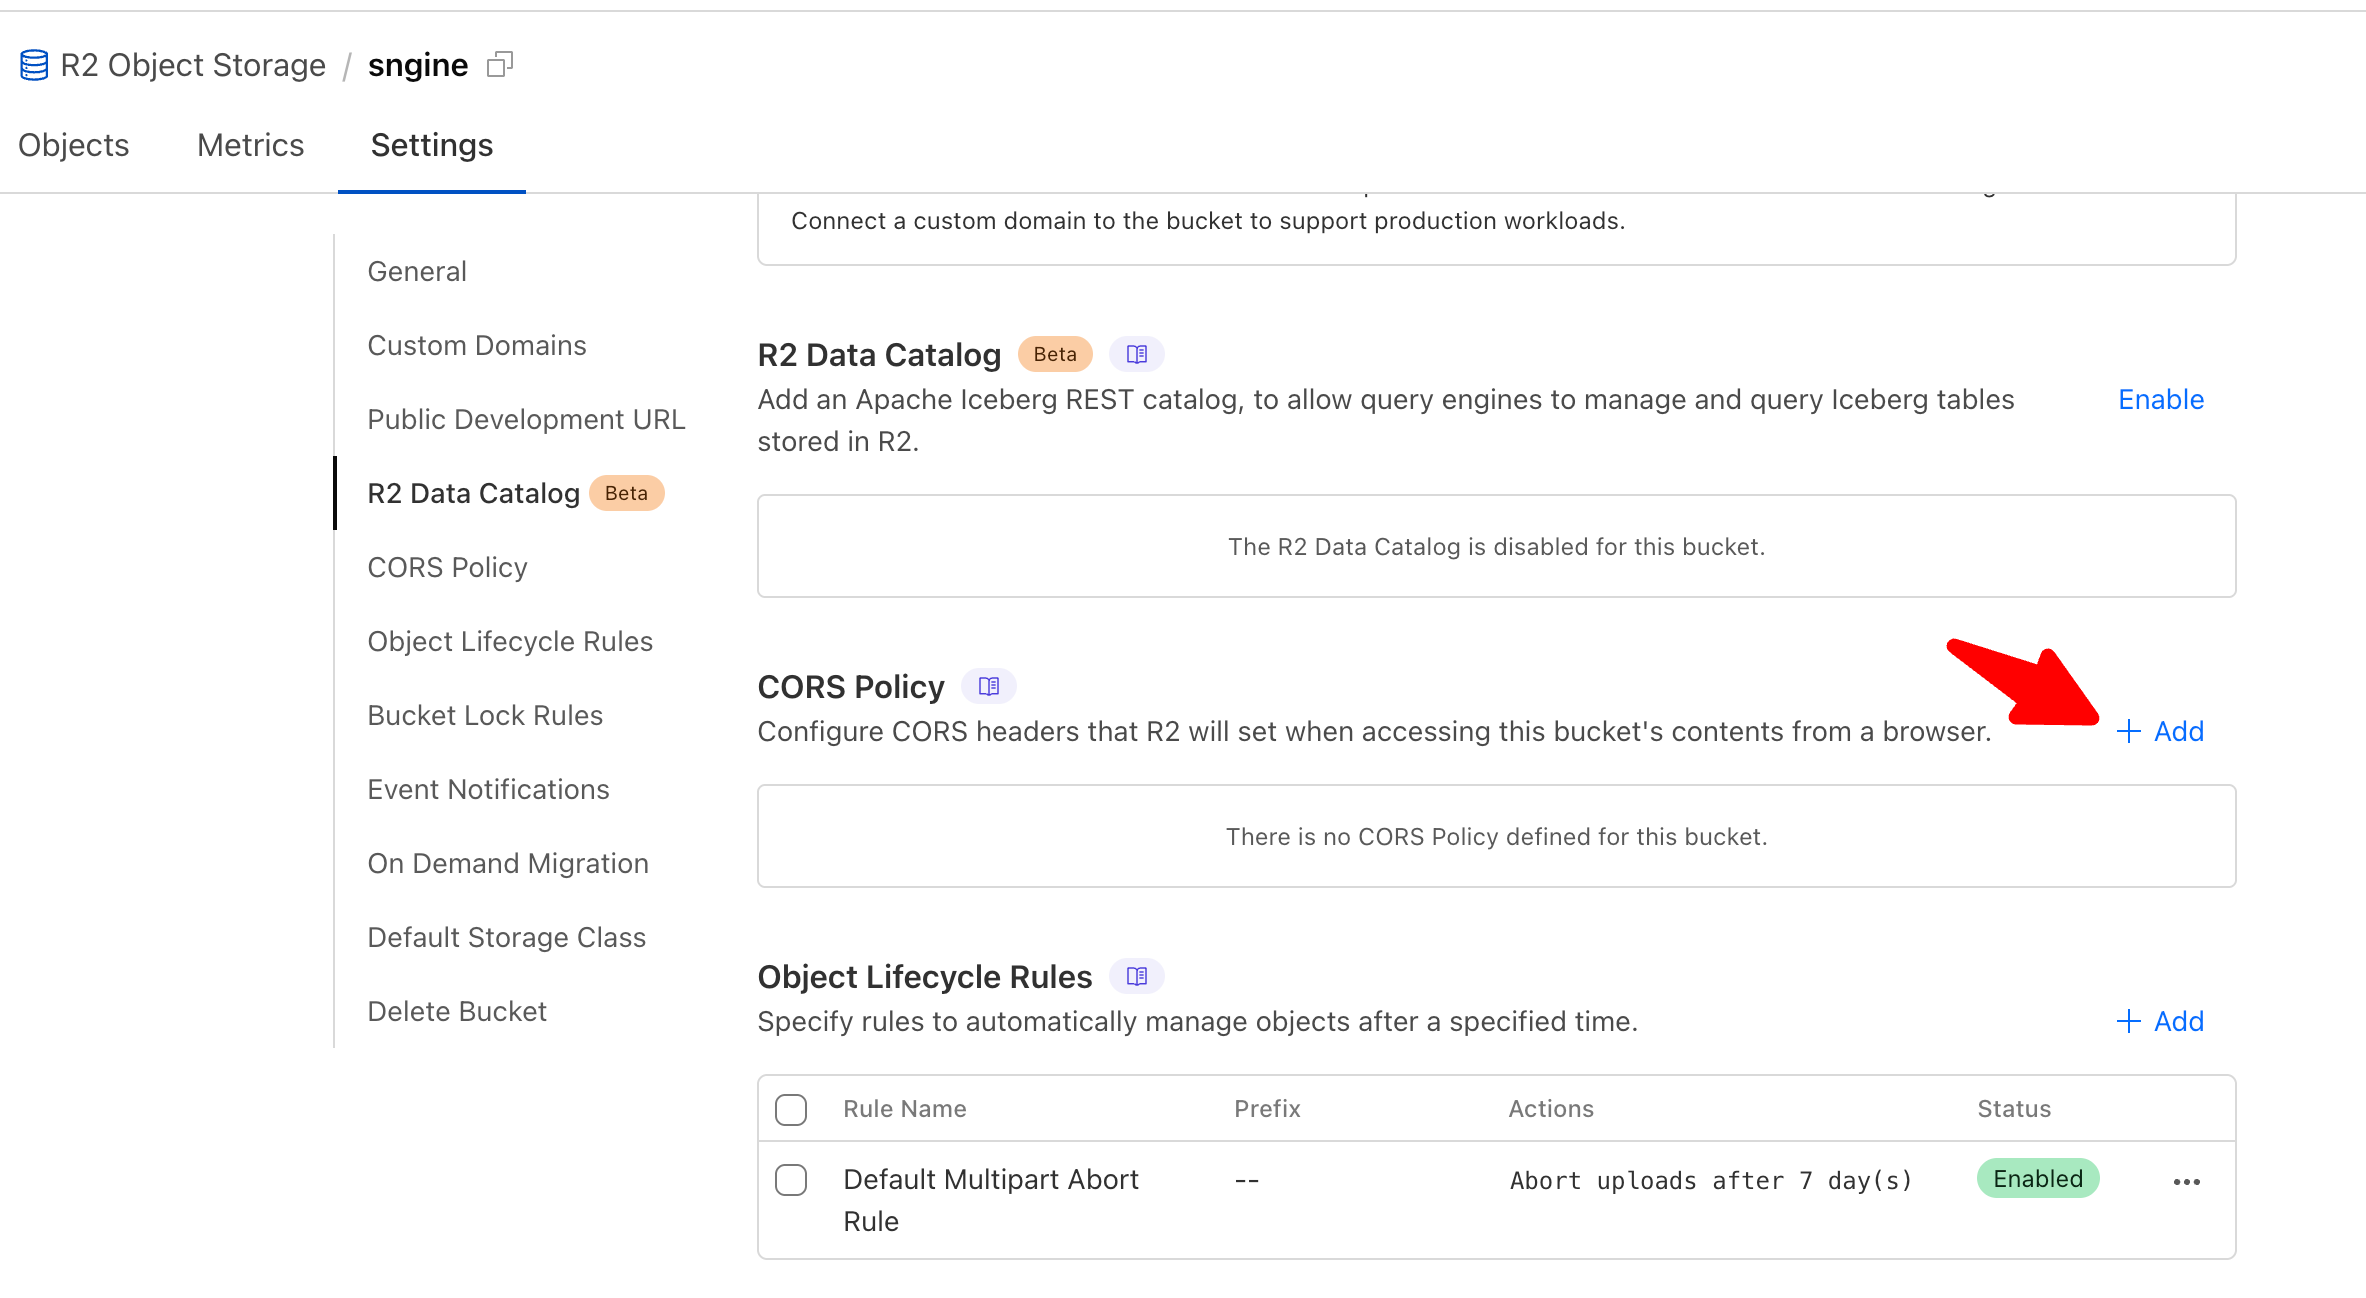 R2 Object Storage / sngine
Objects
Metrics
Settings
General
Custom Domains
Public Development URL
R2 Data Catalog Beta
CORS Policy
Object Lifecycle Rules
Bucket Lock Rules
Event Notifications
On Demand Migration
Default Storage Class
Delete Bucket
Connect a custom domain to the bucket to support production workloads.
R2 Data Catalog Beta
Add an Apache Iceberg REST catalog, to allow query engines to manage and query Iceberg tables
stored in R2.
Enable
The R2 Data Catalog is disabled for this bucket.
CORS Policy
Configure CORS headers that R2 will set when accessing this bucket's contents from a browser.
+ Add
There is no CORS Policy defined for this bucket.
Object Lifecycle Rules
Specify rules to automatically manage objects after a specified time.
+ Add
Rule Name Prefix Actions Status
Default Multipart Abort
Rule
--
Abort uploads after 7 day(s)
Enabled